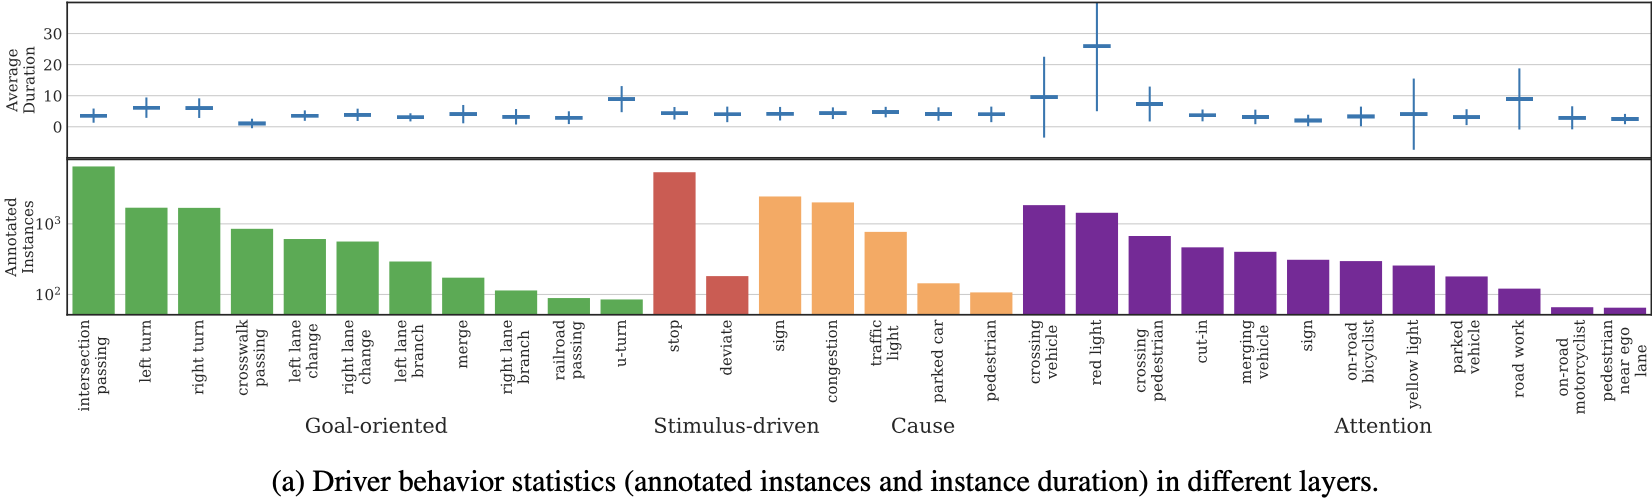 Average
Duration
30
20
10
0
Annotated
Instances
10³
10²
intersection
passing
left turn
right turn
crosswalk
passing
left lane
change
right lane
change
left lane
branch
merge
right lane
branch
railroad
passing
u-turn
stop
deviate
sign
congestion
traffic
light
parked car
pedestrian
crossing
vehicle
red light
crossing
pedestrian
cut-in
merging
vehicle
sign
on-road
bicyclist
yellow light
parked
vehicle
road work
on-road
motorcyclist
pedestrian
near ego
lane
Goal-oriented
Stimulus-driven
Cause
Attention
(a) Driver behavior statistics (annotated instances and instance duration) in different layers.